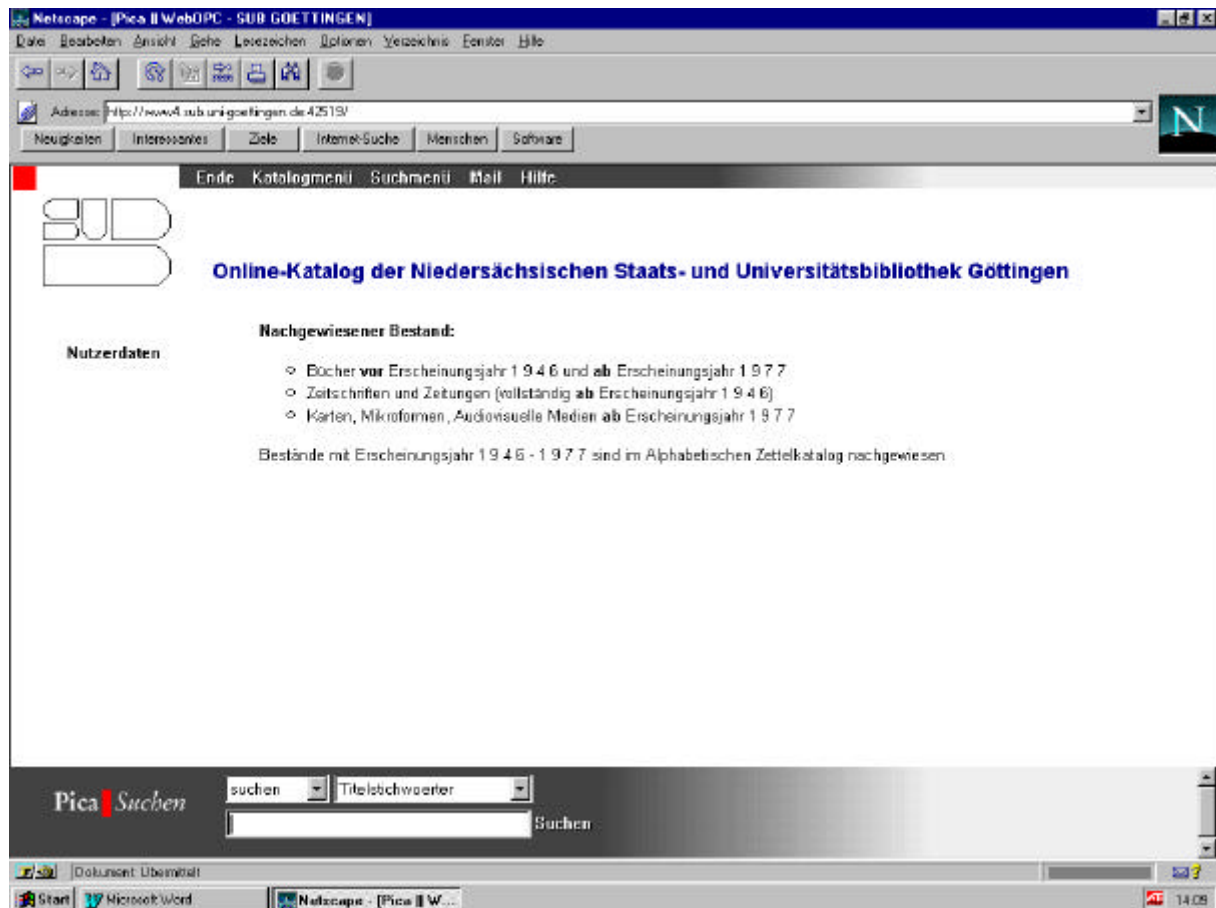 Netscape - [Pica || WebOPC - SUB GOETTINGEN]
Datei Bearbeiten Ansicht Gehe Lesezeichen Optionen Verzeichnis Fenster Hilfe
Adresse: http://www4.sub.uni-goettingen.de:42519/
Neuigkeiten Interessantes Ziele Internet-Suche Menschen Software
N
Ende Katalogmenü Suchmenü Mail Hilfe
SUB
Online-Katalog der Niedersächsischen Staats- und Universitätsbibliothek Göttingen
Nachgewiesener Bestand:
Nutzerdaten
Bücher vor Erscheinungsjahr 1 9 4 6 und ab Erscheinungsjahr 1 9 7 7
Zeitschriften und Zeitungen (vollständig ab Erscheinungsjahr 1 9 4 6)
Karten, Mikroformen, Audiovisuelle Medien ab Erscheinungsjahr 1 9 7 7
Bestände mit Erscheinungsjahr 1 9 4 6 - 1 9 7 7 sind im Alphabetischen Zettelkatalog nachgewiesen
suchen Titelstichwoerter
Pica Suchen
Suchen
Dokument: Übermittelt
Start Microsoft Word Netscape - [Pica || W... 14:09